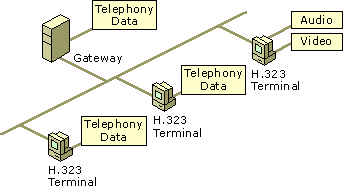 Telephony
Data
Audio
Video
Gateway
H.323
Terminal
Telephony
Data
H.323
Terminal
Telephony
Data
H.323
Terminal